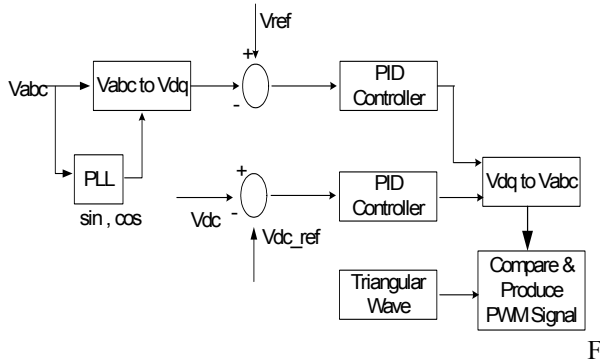 Vref
+
-
Vabc
Vabc to Vdq
PID
Controller
PLL
sin , cos
+
-
Vdc
Vdc_ref
PID
Controller
Vdq to Vabc
Triangular
Wave
Compare &
Produce
PWM Signal
F